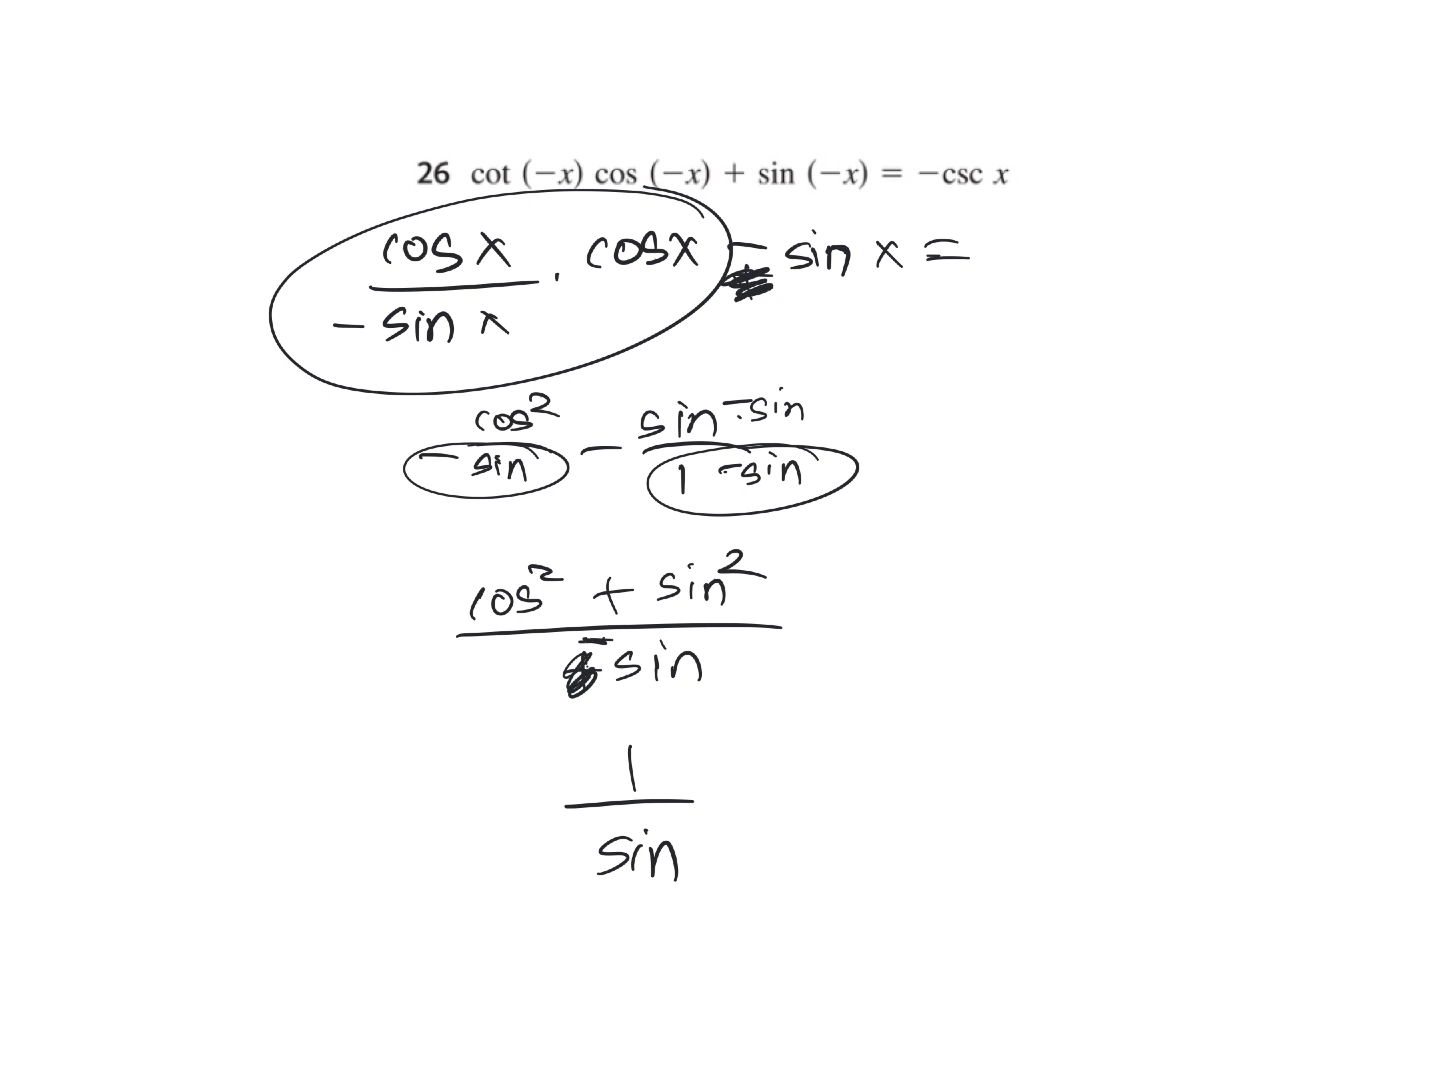 26 cot (−x) cos (−x) + sin (−x) = −csc x
cos x / − sin x · cos x − sin x =
cos² / − sin − sin · − sin / 1 − sin
cos² + sin² / − sin
1 / sin